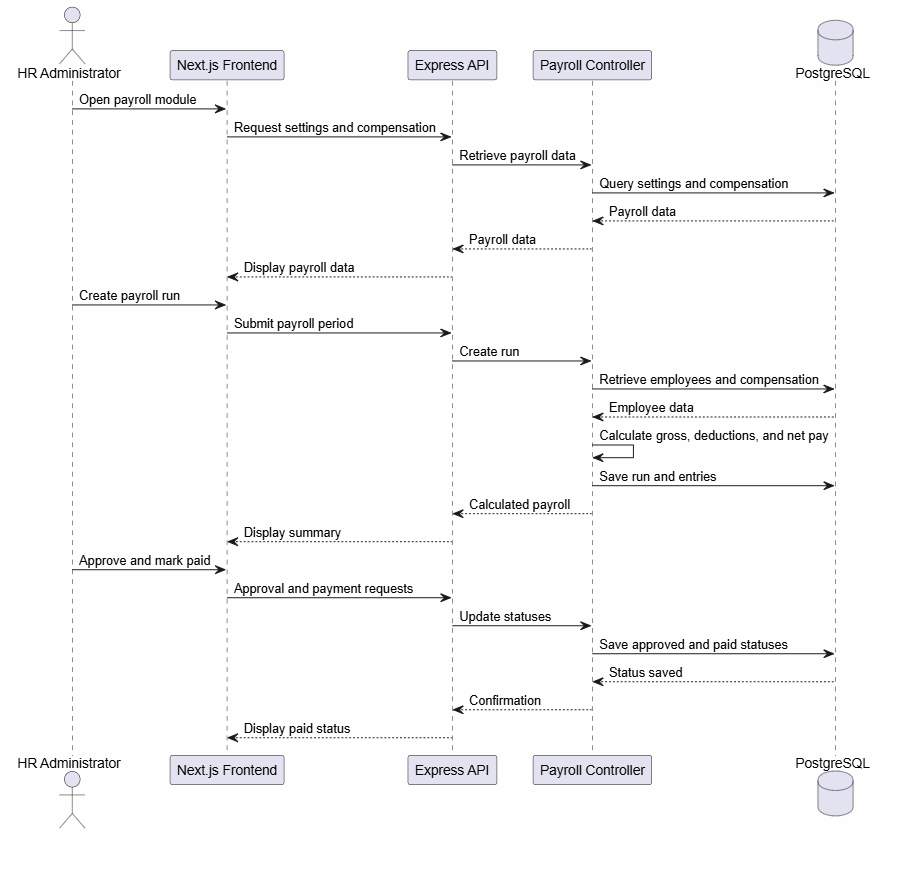 HR Administrator
Next.js Frontend
Express API
Payroll Controller
PostgreSQL
Open payroll module
Request settings and compensation
Retrieve payroll data
Query settings and compensation
Payroll data
Payroll data
Display payroll data
Create payroll run
Submit payroll period
Create run
Retrieve employees and compensation
Employee data
Calculate gross, deductions, and net pay
Save run and entries
Calculated payroll
Display summary
Approve and mark paid
Approval and payment requests
Update statuses
Save approved and paid statuses
Status saved
Confirmation
Display paid status
HR Administrator
Next.js Frontend
Express API
Payroll Controller
PostgreSQL